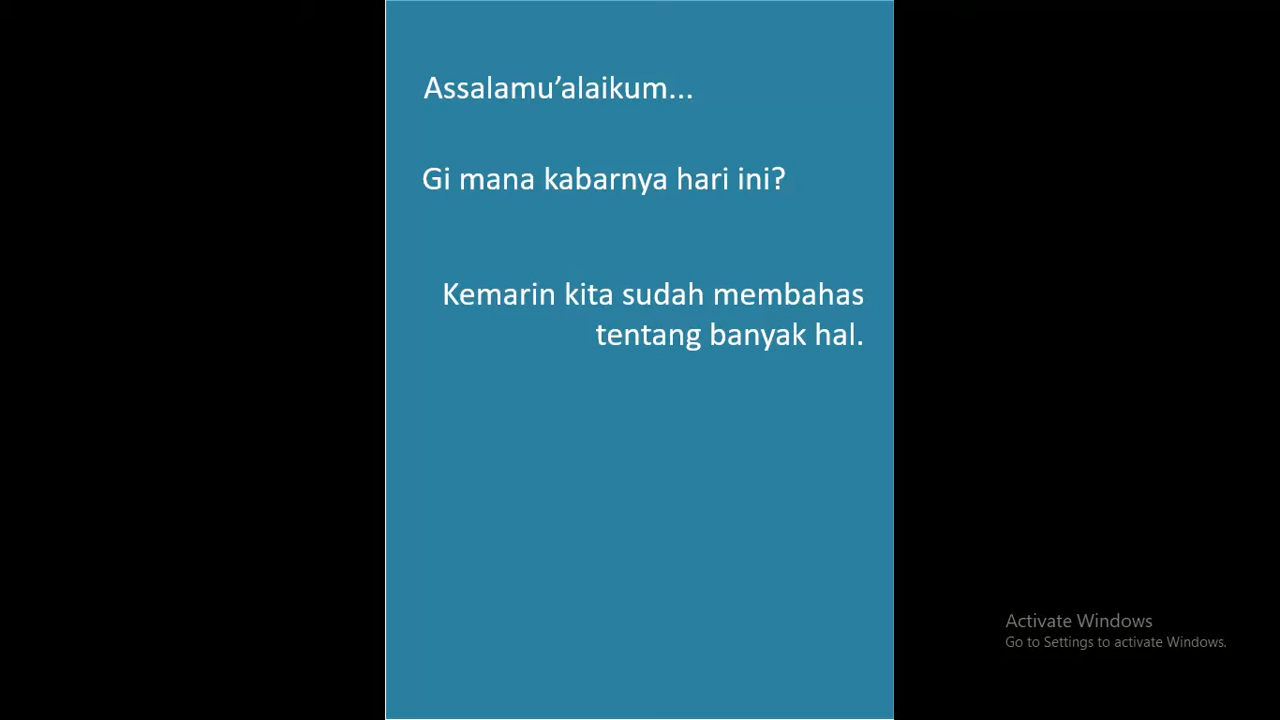 Assalamu’alaikum...
Gi mana kabarnya hari ini?
Kemarin kita sudah membahas
tentang banyak hal.
Activate Windows
Go to Settings to activate Windows.